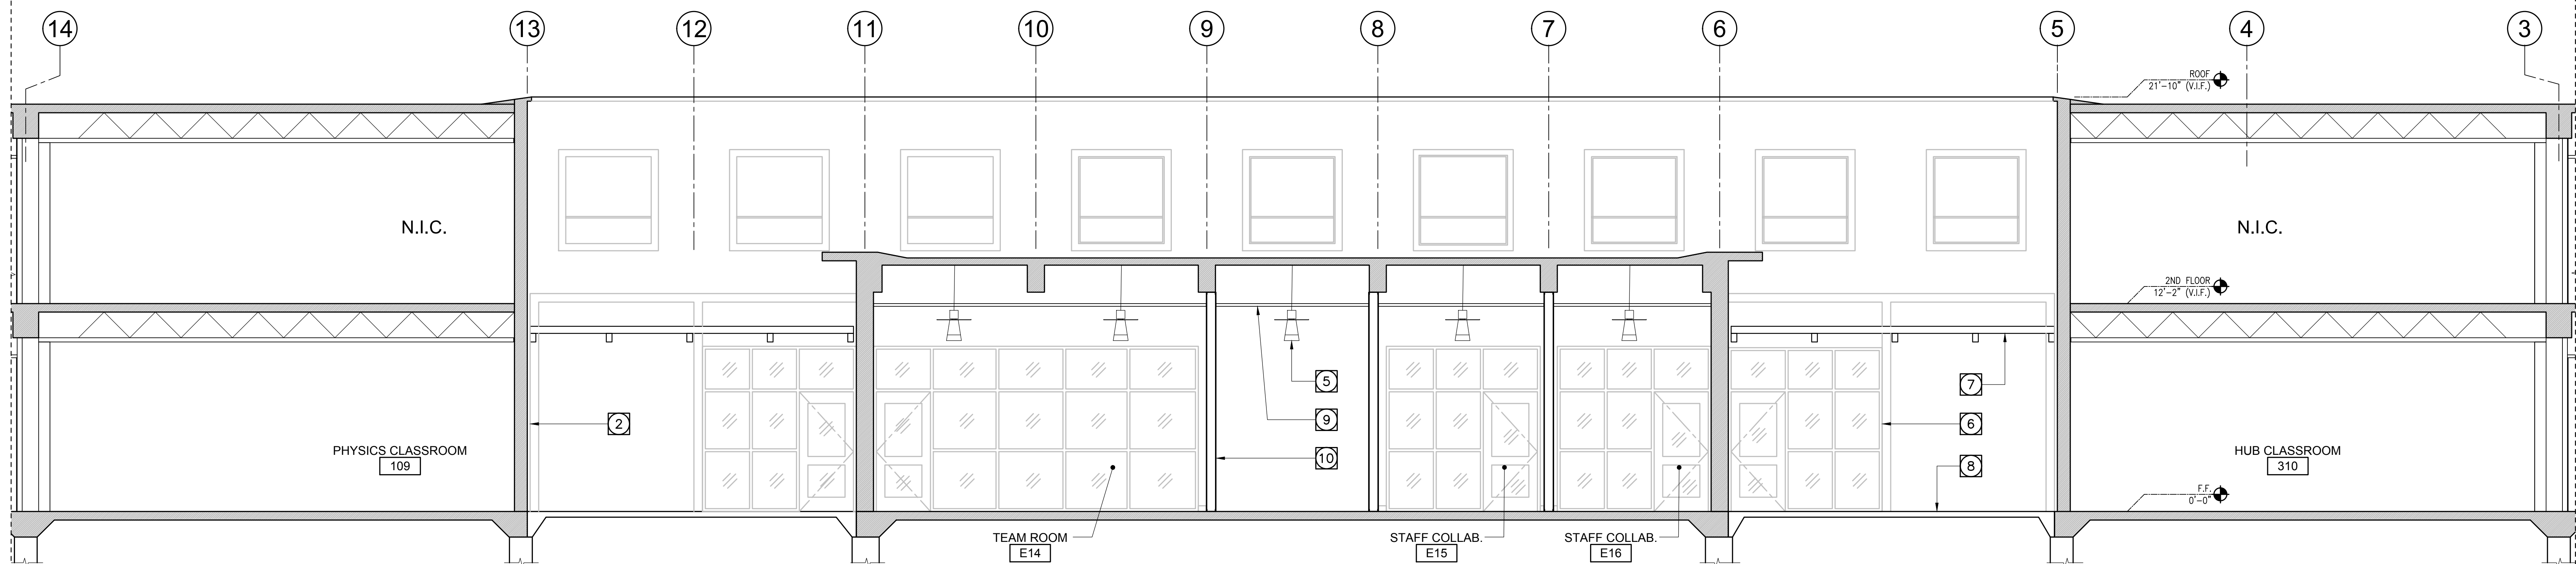 14
13
12
11
10
9
8
7
6
5
4
3
ROOF
21'-10" (V.I.F.)
N.I.C.
N.I.C.
2ND FLOOR
12'-2" (V.I.F.)
5
7
9
2
6
PHYSICS CLASSROOM
109
10
8
HUB CLASSROOM
310
F.F.
0'-0"
TEAM ROOM
E14
STAFF COLLAB.
E15
STAFF COLLAB.
E16